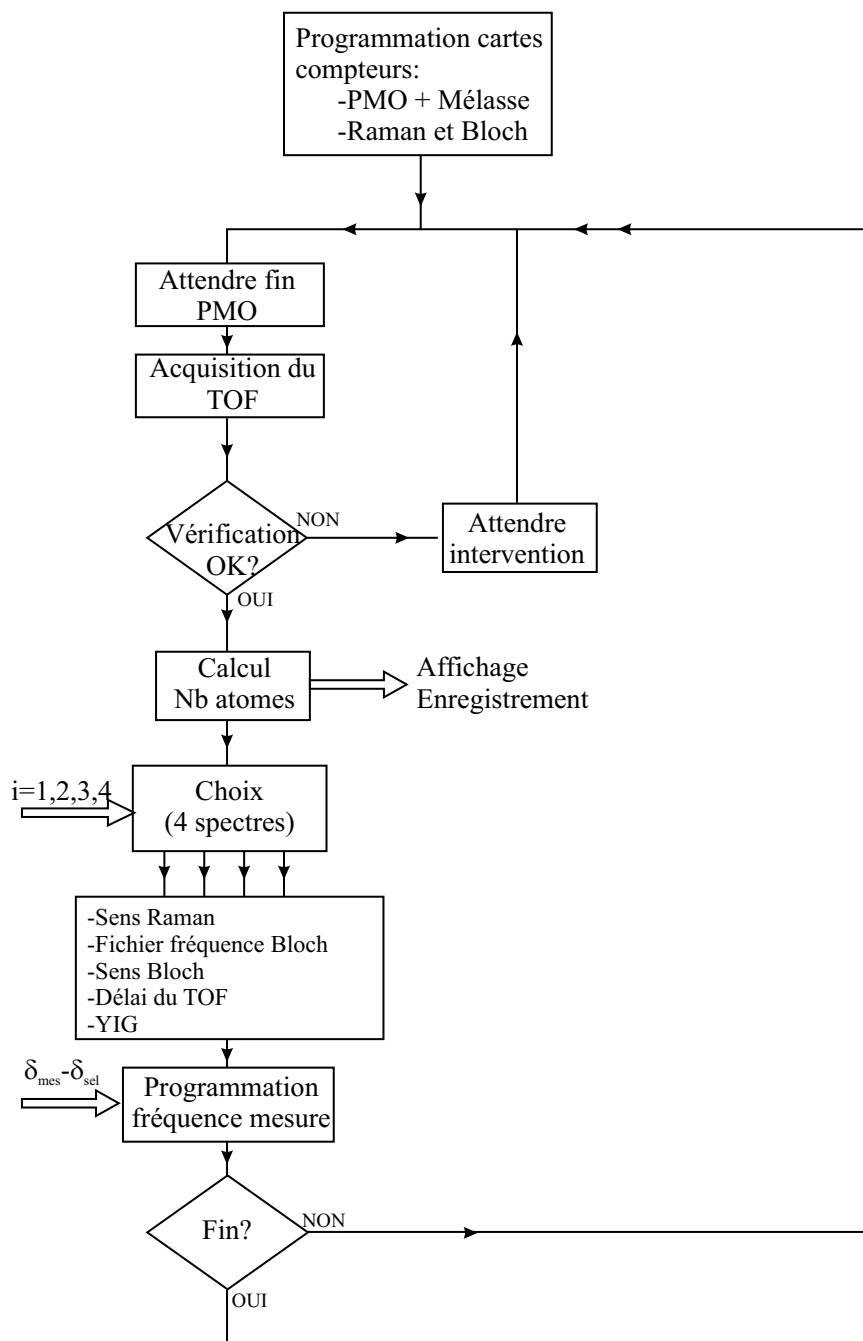 Programmation cartes
compteurs:
-PMO + Mélasse
-Raman et Bloch
Attendre fin
PMO
Acquisition du
TOF
Vérification
OK?
NON
Attendre
intervention
OUI
Calcul
Nb atomes
Affichage
Enregistrement
i=1,2,3,4
Choix
(4 spectres)
-Sens Raman
-Fichier fréquence Bloch
-Sens Bloch
-Délai du TOF
-YIG
δmes-δsel
Programmation
fréquence mesure
Fin?
NON
OUI